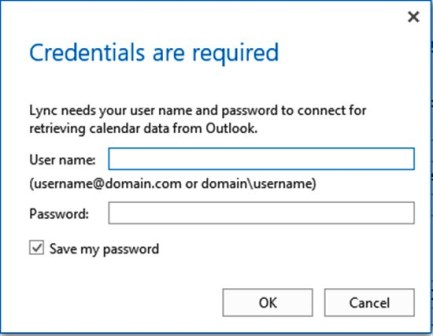 Credentials are required
Lync needs your user name and password to connect for
retrieving calendar data from Outlook.
User name:
(username@domain.com or domain\username)
Password:
Save my password
OK Cancel